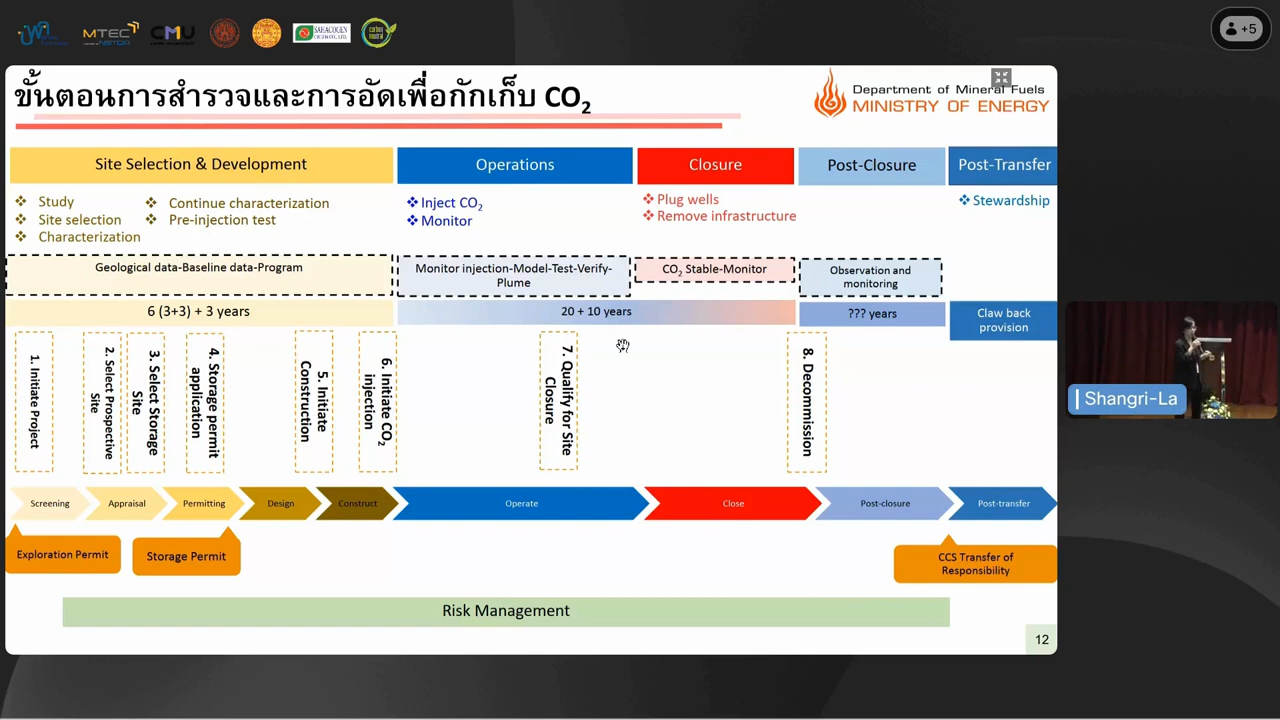 MTEC
NSTDA
CMU
SAHACOGEN
+5
ขั้นตอนการสำรวจและการอัดเพื่อกักเก็บ CO2
Department of Mineral Fuels
MINISTRY OF ENERGY
Site Selection & Development
Operations
Closure
Post-Closure
Post-Transfer
❖ Study
❖ Site selection
❖ Characterization
❖ Continue characterization
❖ Pre-injection test
❖ Inject CO2
❖ Monitor
❖ Plug wells
❖ Remove infrastructure
❖ Stewardship
Geological data-Baseline data-Program
Monitor injection-Model-Test-Verify-
Plume
CO2 Stable-Monitor
Observation and
monitoring
6 (3+3) + 3 years
20 + 10 years
??? years
Claw back
provision
1. Initiate Project
2. Select Prospective
Site
3. Select Storage
Site
4. Storage permit
application
5. Initiate
Construction
6. Initiate CO2
injection
7. Qualify for Site
Closure
8. Decommission
Shangri-La
Screening
Appraisal
Permitting
Design
Construct
Operate
Close
Post-closure
Post-transfer
Exploration Permit
Storage Permit
CCS Transfer of
Responsibility
Risk Management
12